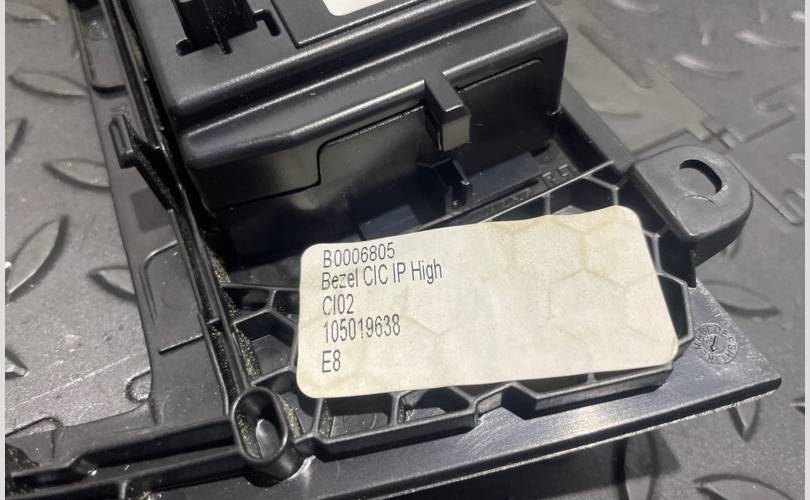 B0006805
Bezel CIC IP High
CI02
105019638
E8